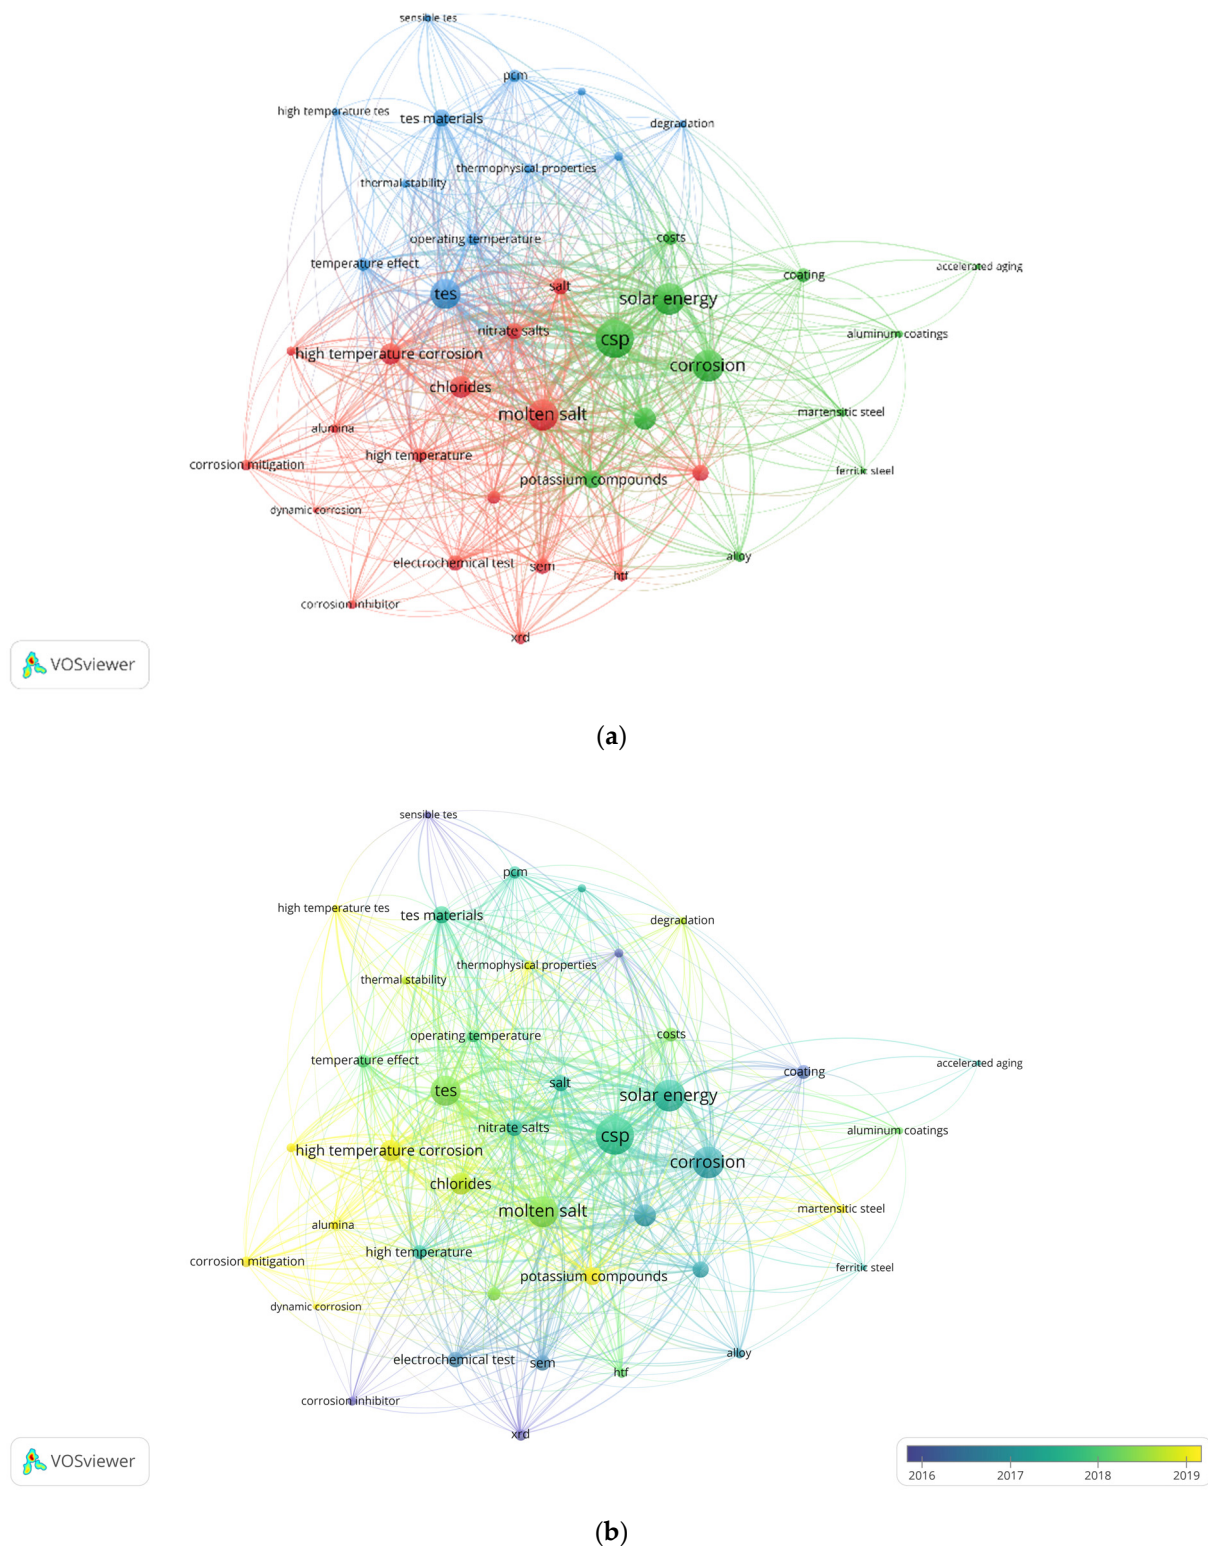 sensible tes
pcm
high temperature tes
tes materials
degradation
thermophysical properties
thermal stability
costs
operating temperature
temperature effect
accelerated aging
coating
salt
tes
solar energy
nitrate salts
aluminum coatings
csp
high temperature corrosion
corrosion
chlorides
molten salt
martensitic steel
alumina
high temperature
corrosion mitigation
ferritic steel
potassium compounds
dynamic corrosion
alloy
electrochemical test
sem
htf
corrosion inhibitor
xrd
VOSviewer
(a)
sensible tes
pcm
high temperature tes
tes materials
degradation
thermophysical properties
thermal stability
costs
operating temperature
temperature effect
accelerated aging
coating
salt
tes
solar energy
nitrate salts
aluminum coatings
csp
high temperature corrosion
corrosion
chlorides
molten salt
martensitic steel
alumina
high temperature
corrosion mitigation
ferritic steel
potassium compounds
dynamic corrosion
alloy
electrochemical test
sem
htf
corrosion inhibitor
xrd
VOSviewer
2016 2017 2018 2019
(b)